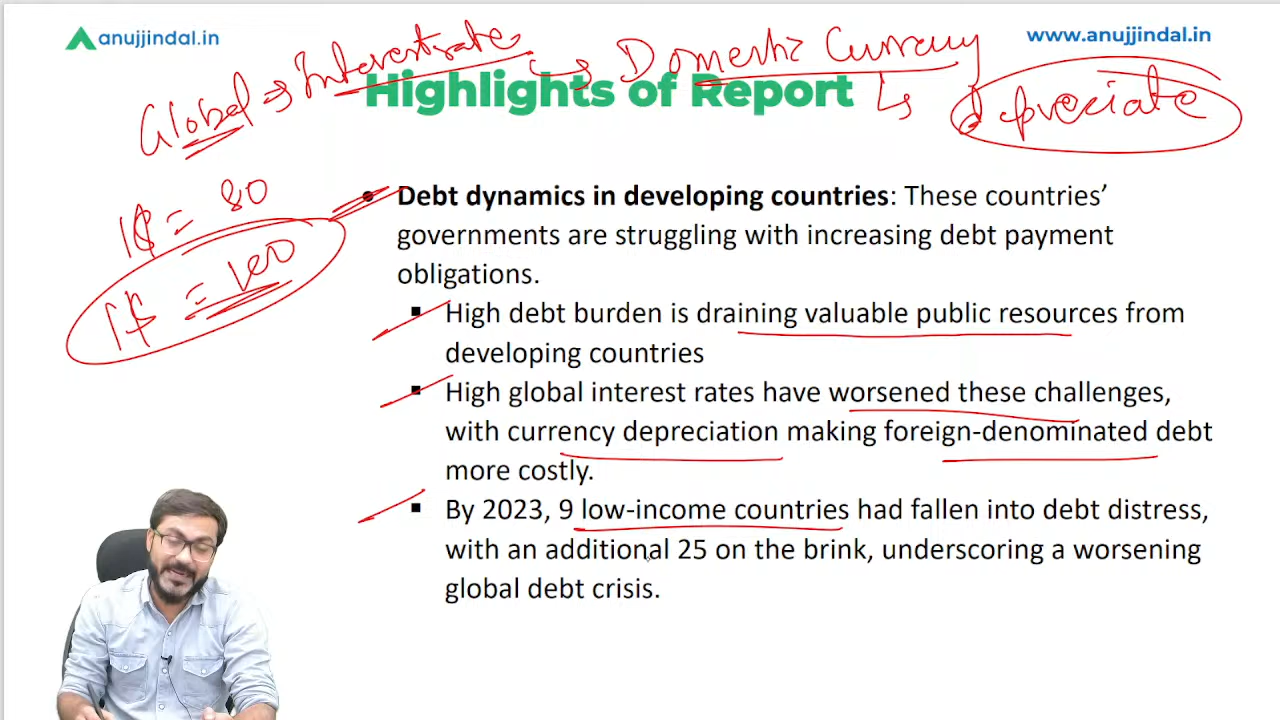 anujjindal.in
www.anujjindal.in
Global → Interest rate ↳ Domestic Currency
↳ depreciate
Highlights of Report
1$ = 80
1$ = 100
• Debt dynamics in developing countries: These countries’
governments are struggling with increasing debt payment
obligations.
▪ High debt burden is draining valuable public resources from
developing countries
▪ High global interest rates have worsened these challenges,
with currency depreciation making foreign-denominated debt
more costly.
▪ By 2023, 9 low-income countries had fallen into debt distress,
with an additional 25 on the brink, underscoring a worsening
global debt crisis.